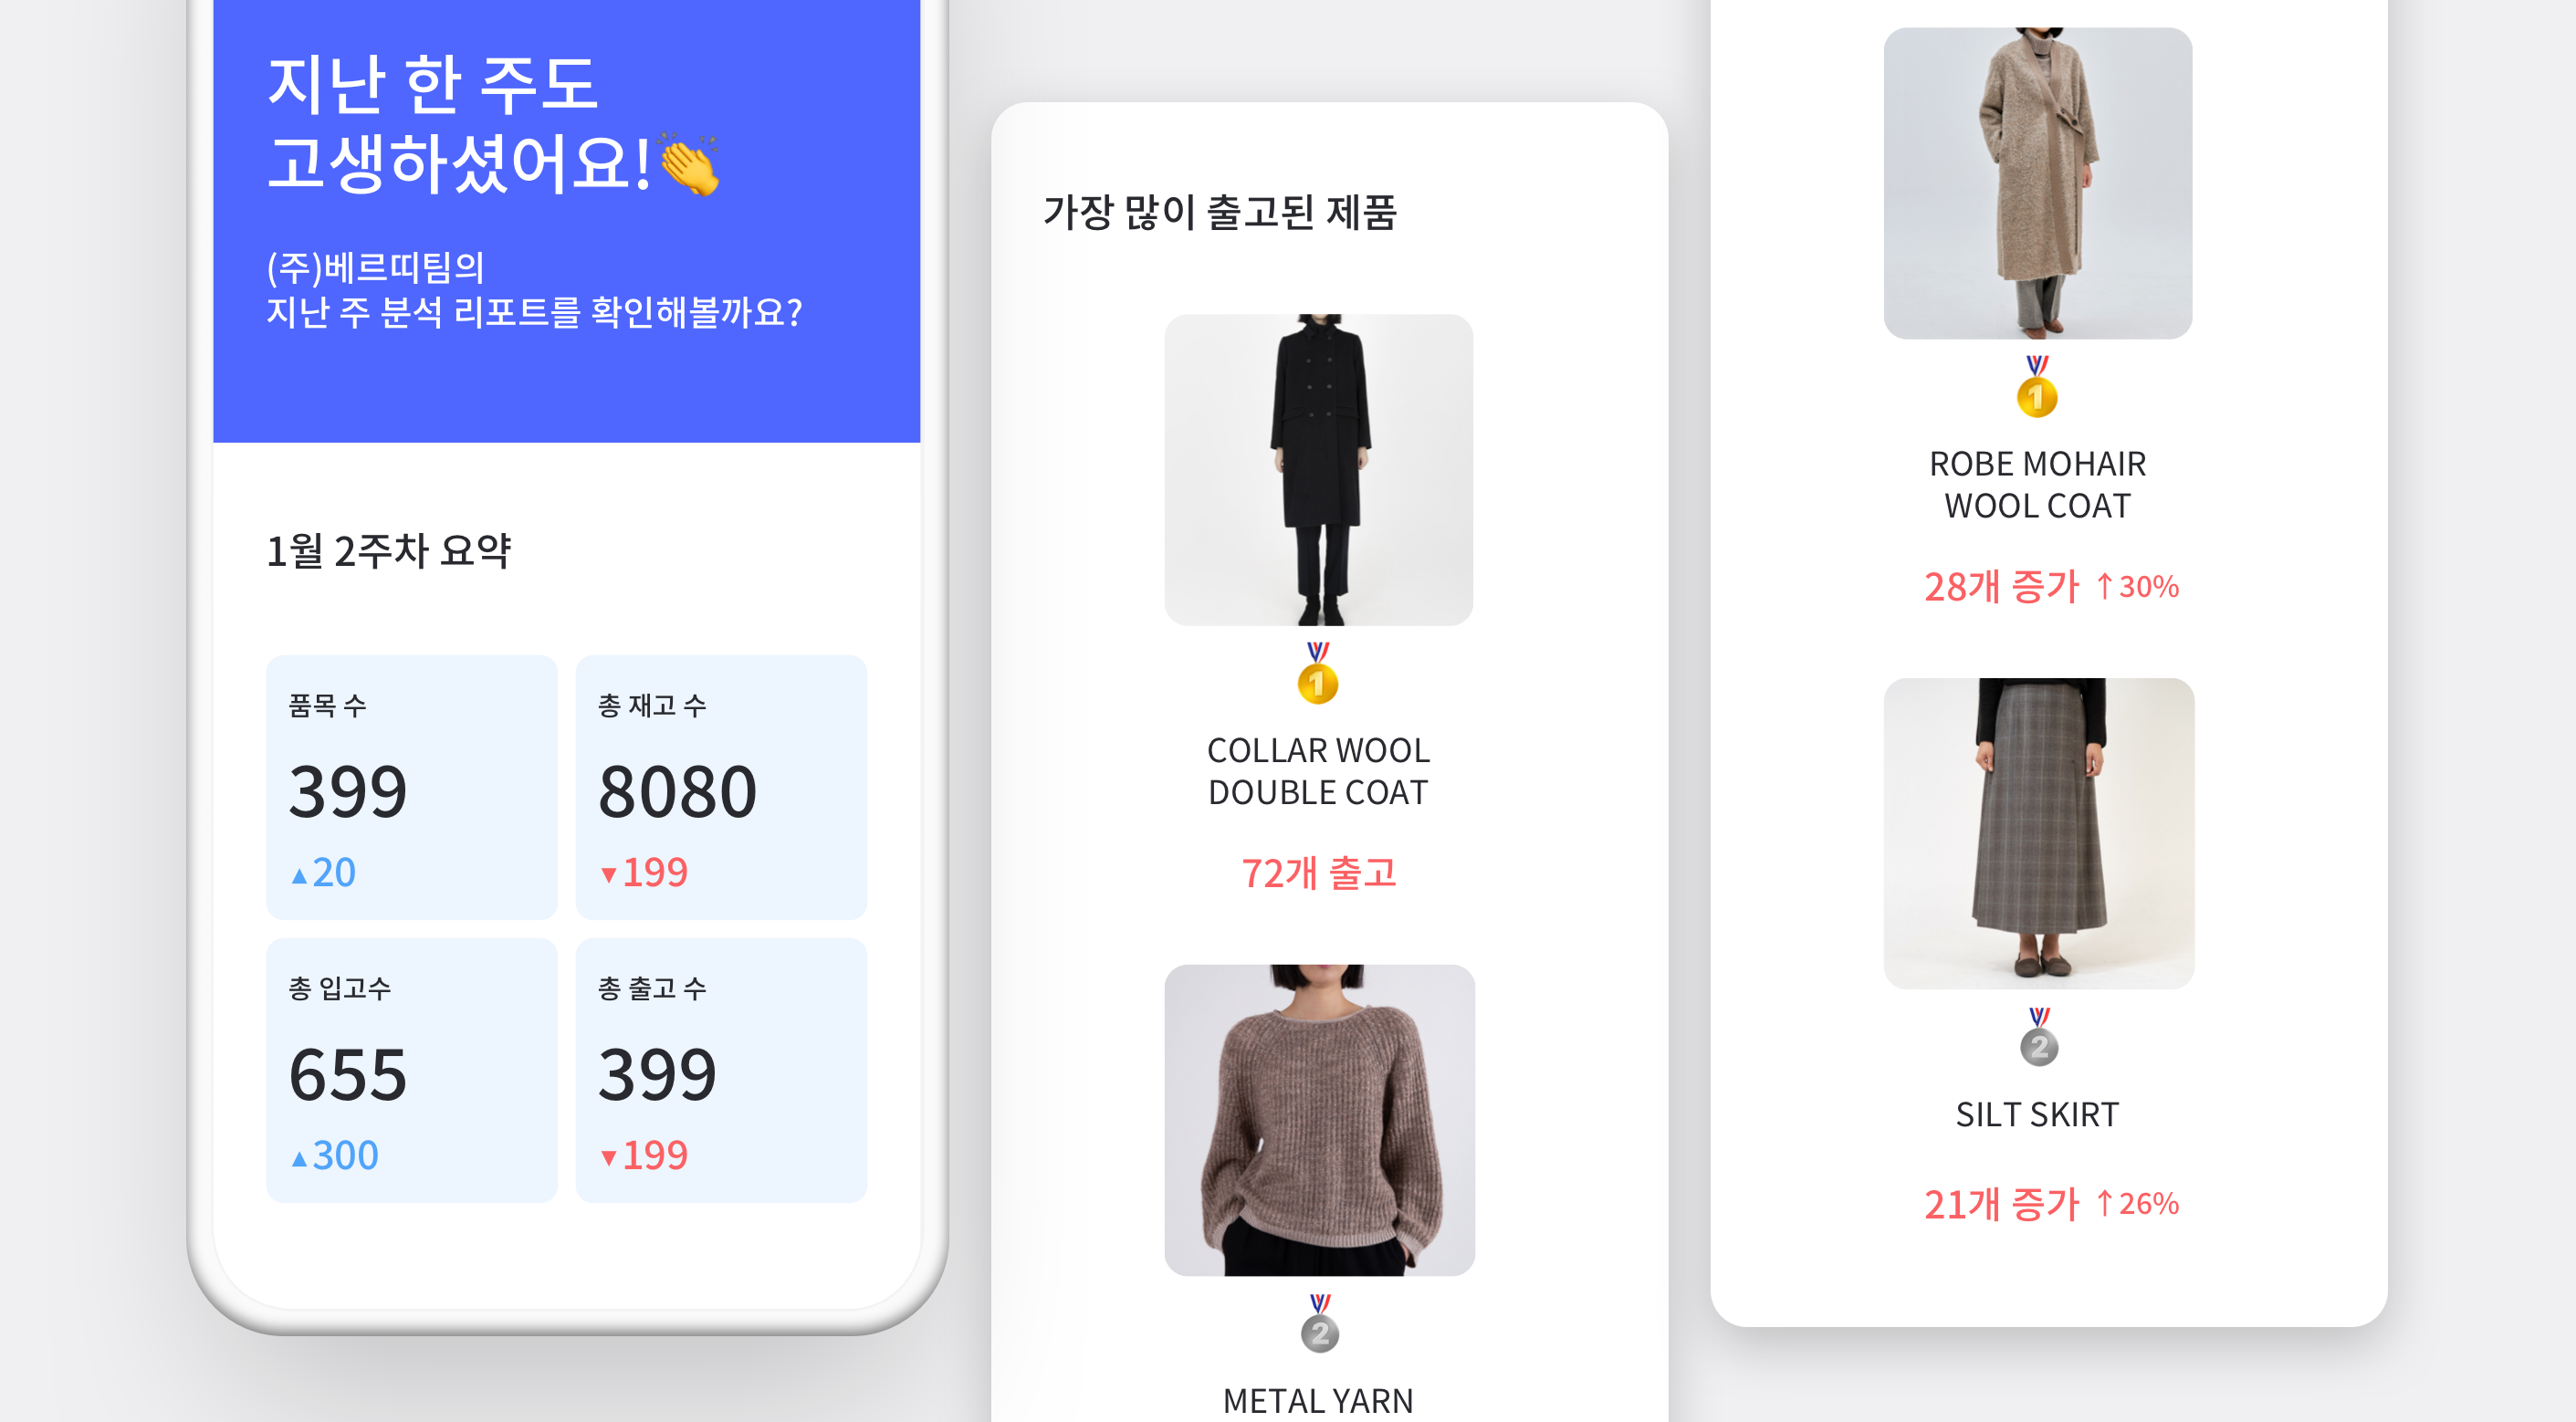 지난 한 주도
고생하셨어요!👏
(주)베르띠팀의
지난 주 분석 리포트를 확인해볼까요?
1월 2주차 요약
품목 수
399
▲20
총 재고 수
8080
▼199
총 입고수
655
▲300
총 출고 수
399
▼199
가장 많이 출고된 제품
1
COLLAR WOOL
DOUBLE COAT
72개 출고
2
METAL YARN
1
ROBE MOHAIR
WOOL COAT
28개 증가 ↑30%
2
SILT SKIRT
21개 증가 ↑26%